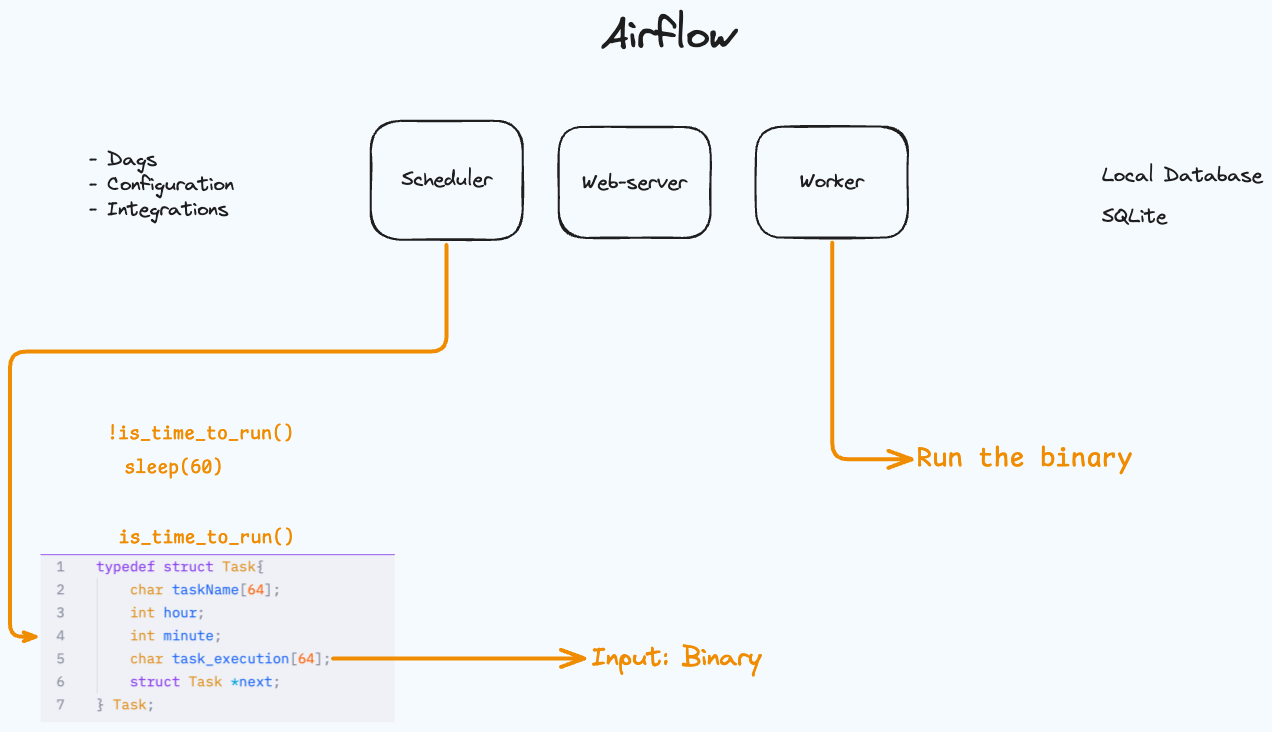 Airflow
- Dags
- Configuration
- Integrations
Scheduler
Web-server
Worker
Local Database
SQLite
!is_time_to_run()
sleep(60)
Run the binary
is_time_to_run()
1 typedef struct Task{
2 char taskName[64];
3 int hour;
4 int minute;
5 char task_execution[64];
6 struct Task *next;
7 } Task;
Input: Binary